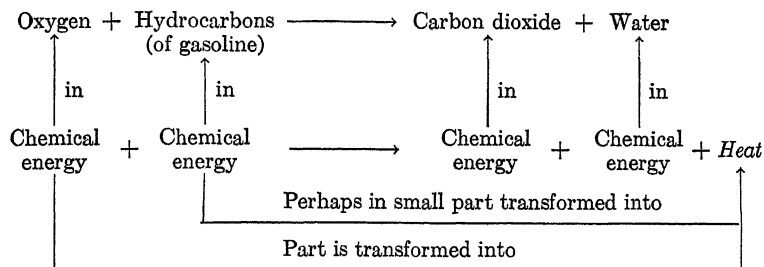 Oxygen + Hydrocarbons ⟶ Carbon dioxide + Water
(of gasoline)
in in in in
Chemical energy + Chemical energy ⟶ Chemical energy + Chemical energy + Heat
Perhaps in small part transformed into
Part is transformed into